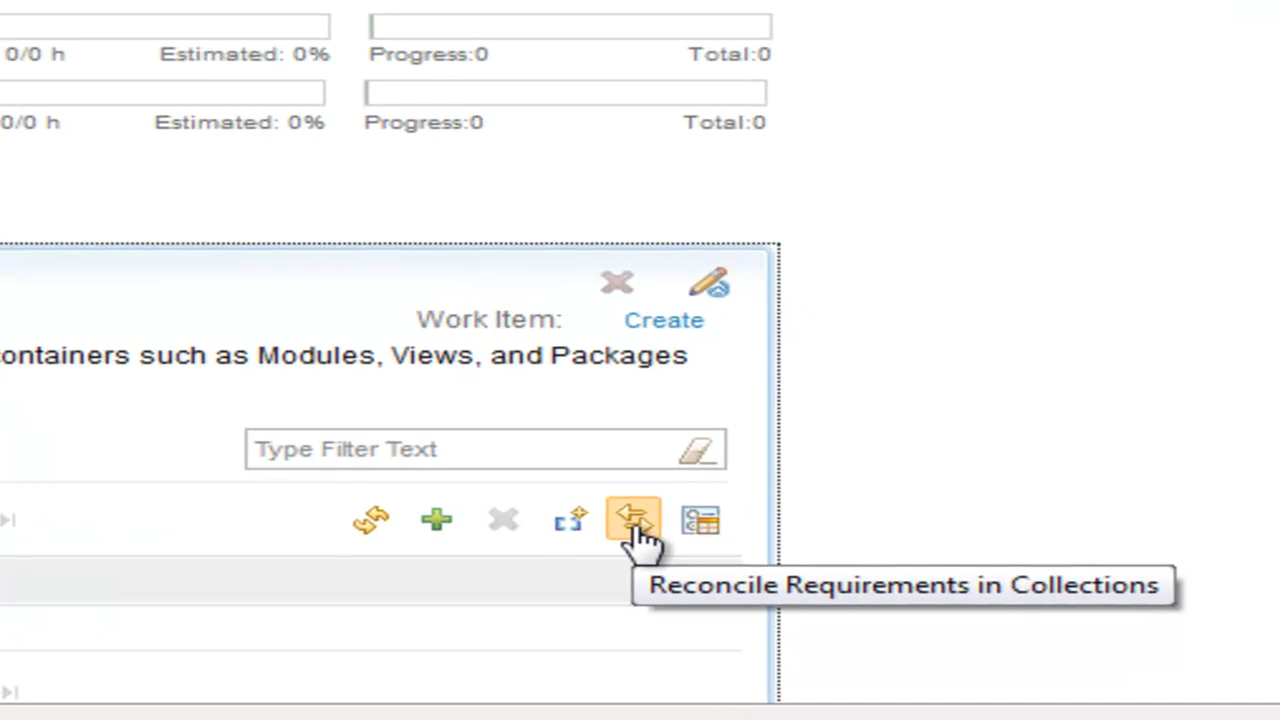 0/0 h Estimated: 0% Progress:0 Total:0
0/0 h Estimated: 0% Progress:0 Total:0
Work Item: Create
containers such as Modules, Views, and Packages
Type Filter Text
Reconcile Requirements in Collections